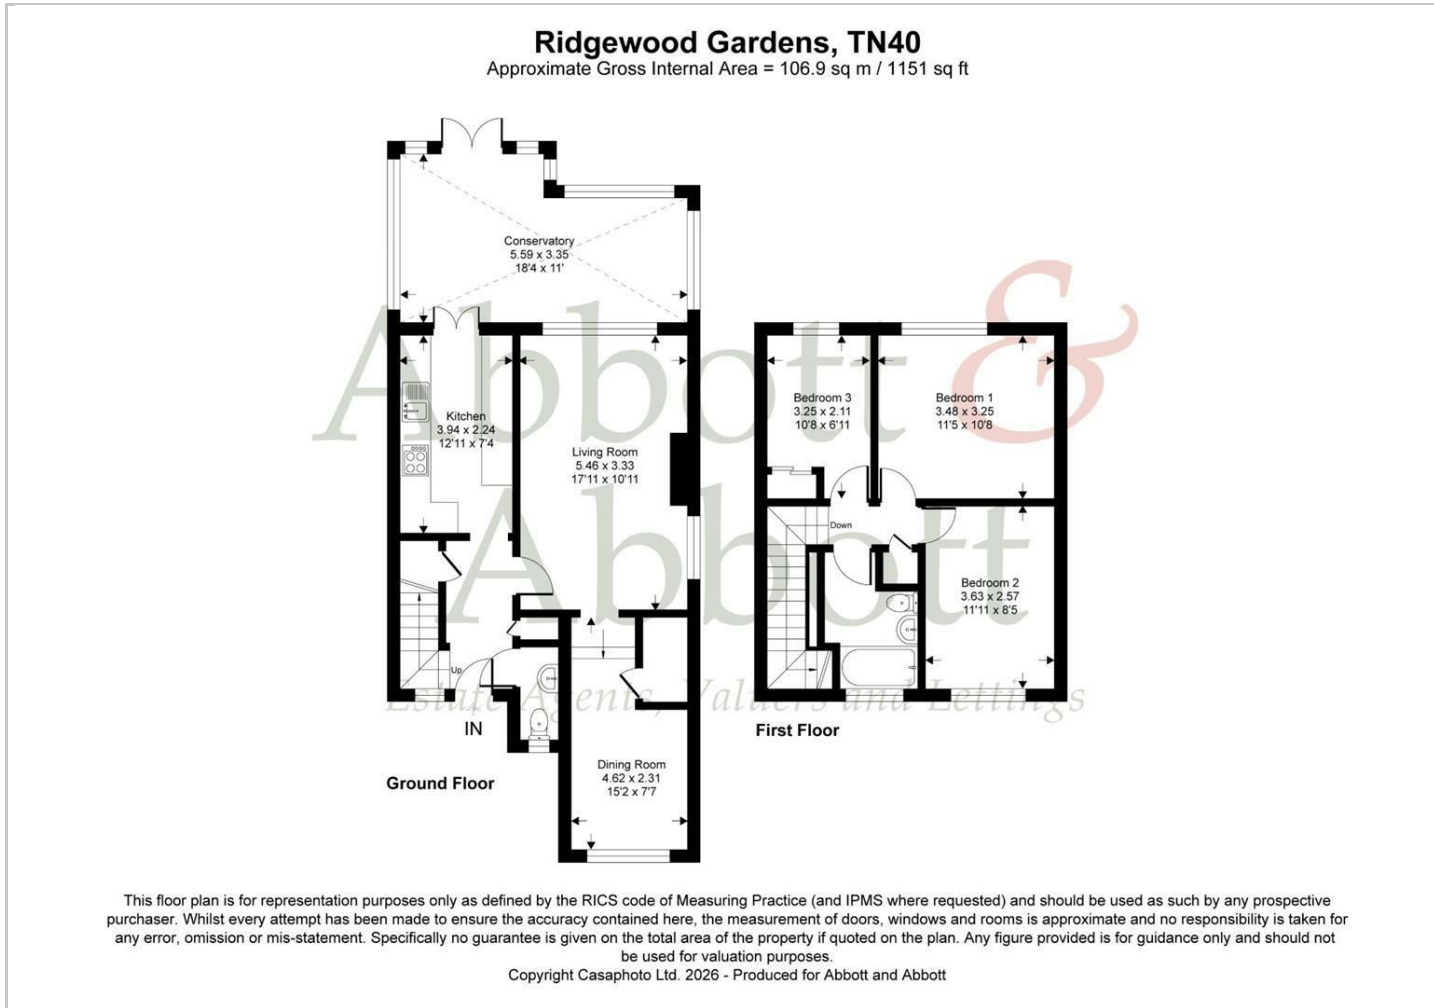 Ridgewood Gardens, TN40
Approximate Gross Internal Area = 106.9 sq m / 1151 sq ft
Conservatory
5.59 x 3.35
18'4 x 11'
Kitchen
3.94 x 2.24
12'11 x 7'4
Living Room
5.46 x 3.33
17'11 x 10'11
Up
IN
Dining Room
4.62 x 2.31
15'2 x 7'7
Ground Floor
Bedroom 3
3.25 x 2.11
10'8 x 6'11
Bedroom 1
3.48 x 3.25
11'5 x 10'8
Down
Bedroom 2
3.63 x 2.57
11'11 x 8'5
First Floor
Abbott &
Abbott
Estate Agents, Valuers and Lettings
This floor plan is for representation purposes only as defined by the RICS code of Measuring Practice (and IPMS where requested) and should be used as such by any prospective
purchaser. Whilst every attempt has been made to ensure the accuracy contained here, the measurement of doors, windows and rooms is approximate and no responsibility is taken for
any error, omission or mis-statement. Specifically no guarantee is given on the total area of the property if quoted on the plan. Any figure provided is for guidance only and should not
be used for valuation purposes.
Copyright Casaphoto Ltd. 2026 - Produced for Abbott and Abbott